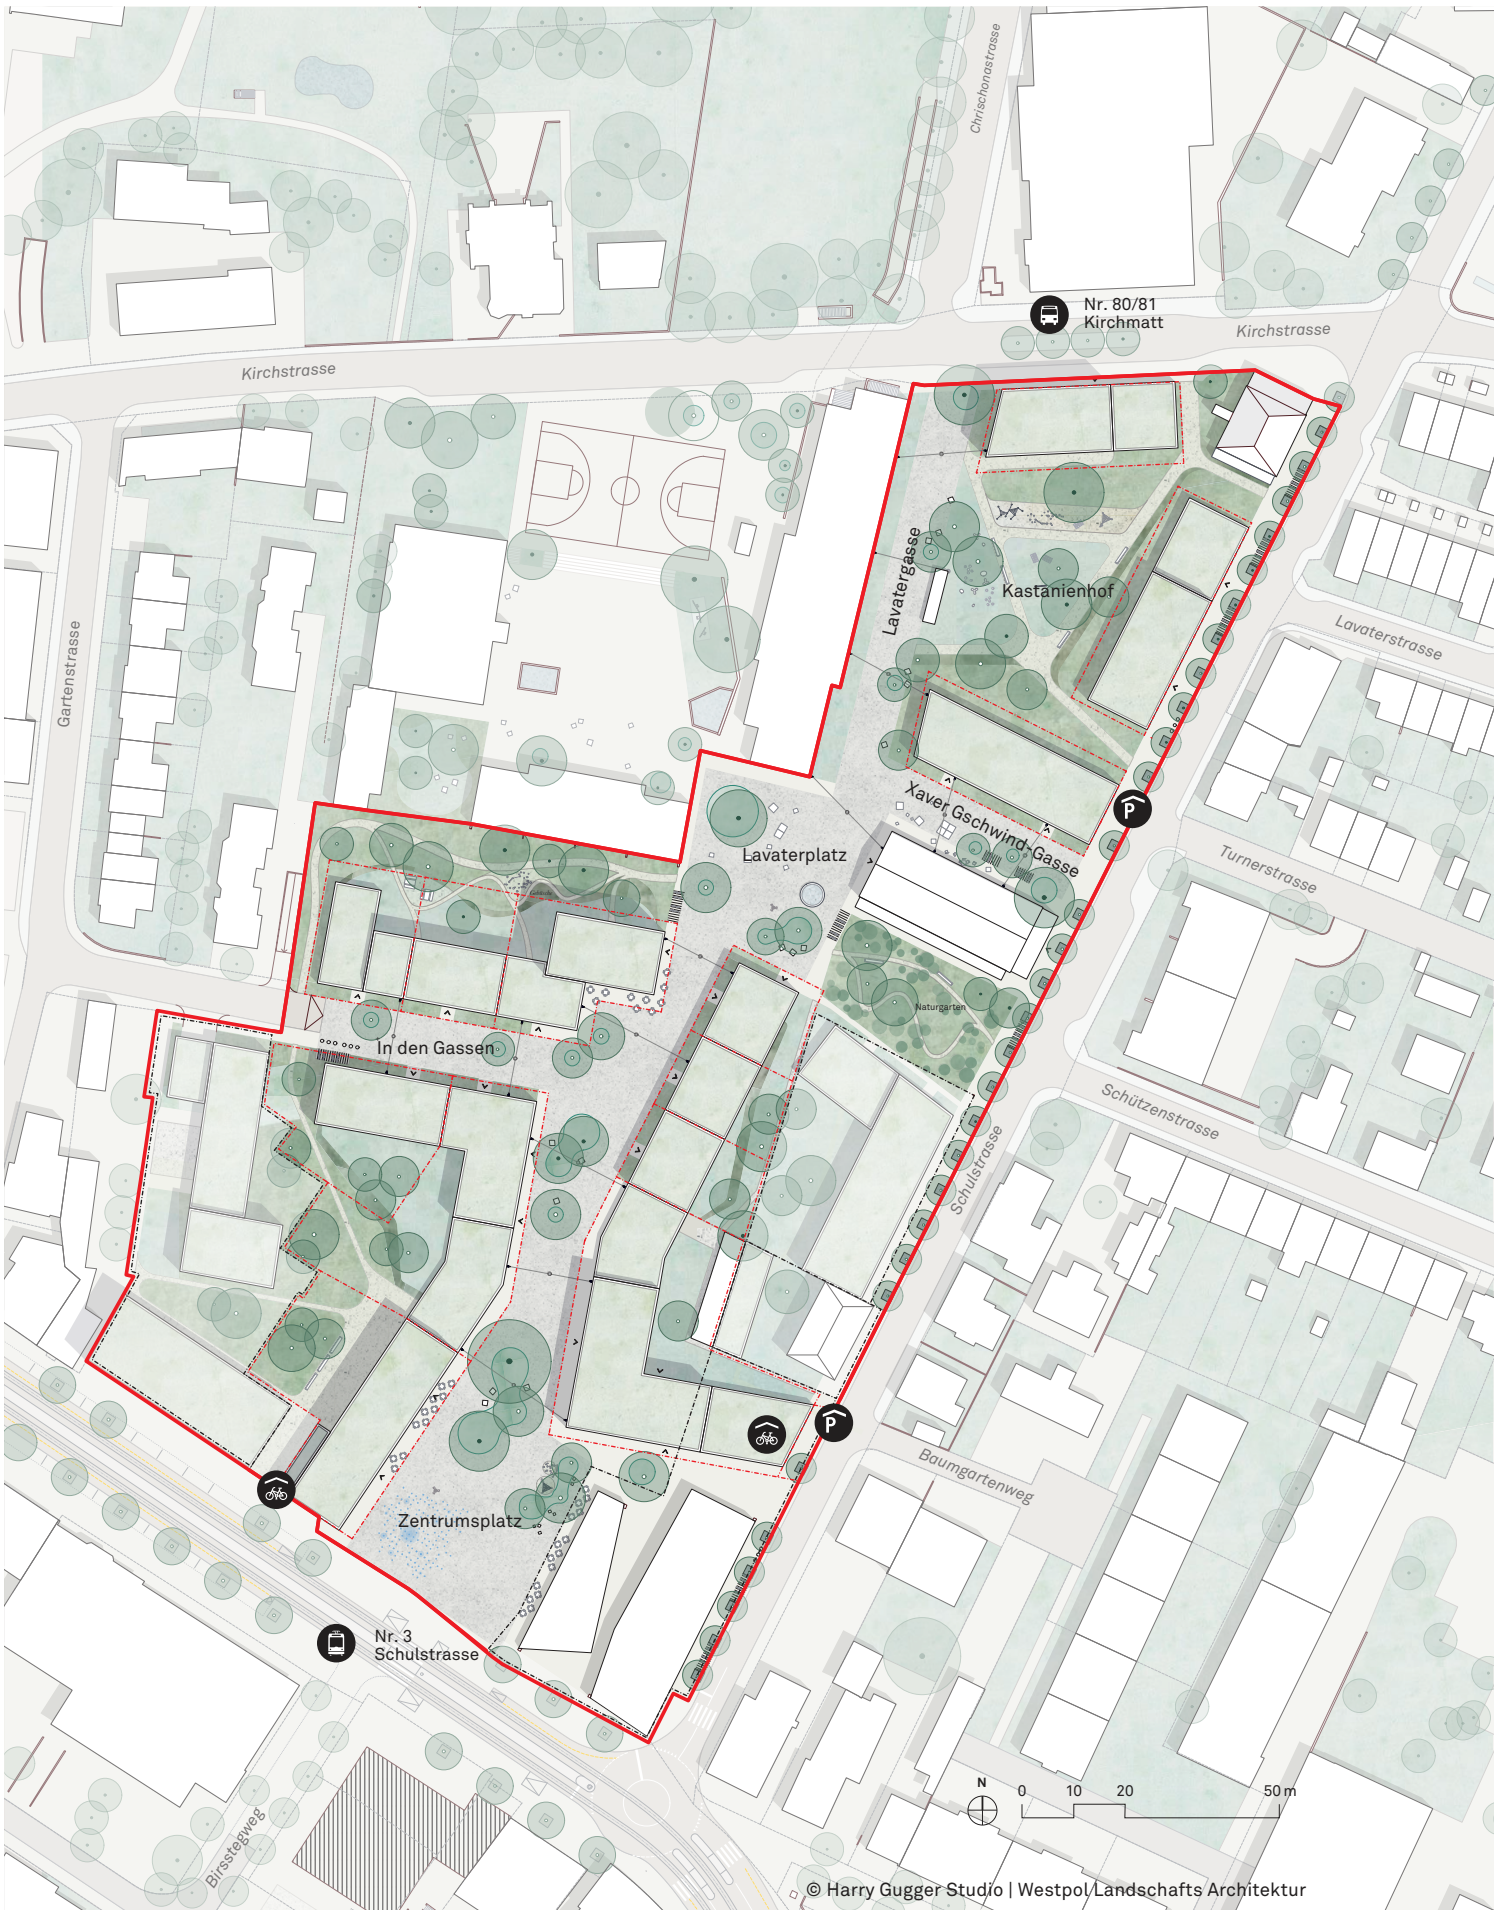 Chrischonastrasse
Nr. 80/81
Kirchmatt
Kirchstrasse
Kirchstrasse
Lavatergasse
Kastanienhof
Lavaterstrasse
Gartenstrasse
P
Xaver Gschwind-Gasse
Lavaterplatz
Turnerstrasse
Naturgarten
In den Gassen
Schützenstrasse
Schulstrasse
P
Baumgartenweg
Zentrumsplatz
Nr. 3
Schulstrasse
Birsstegweg
N
0 10 20 50 m
© Harry Gugger Studio | Westpol Landschafts Architektur